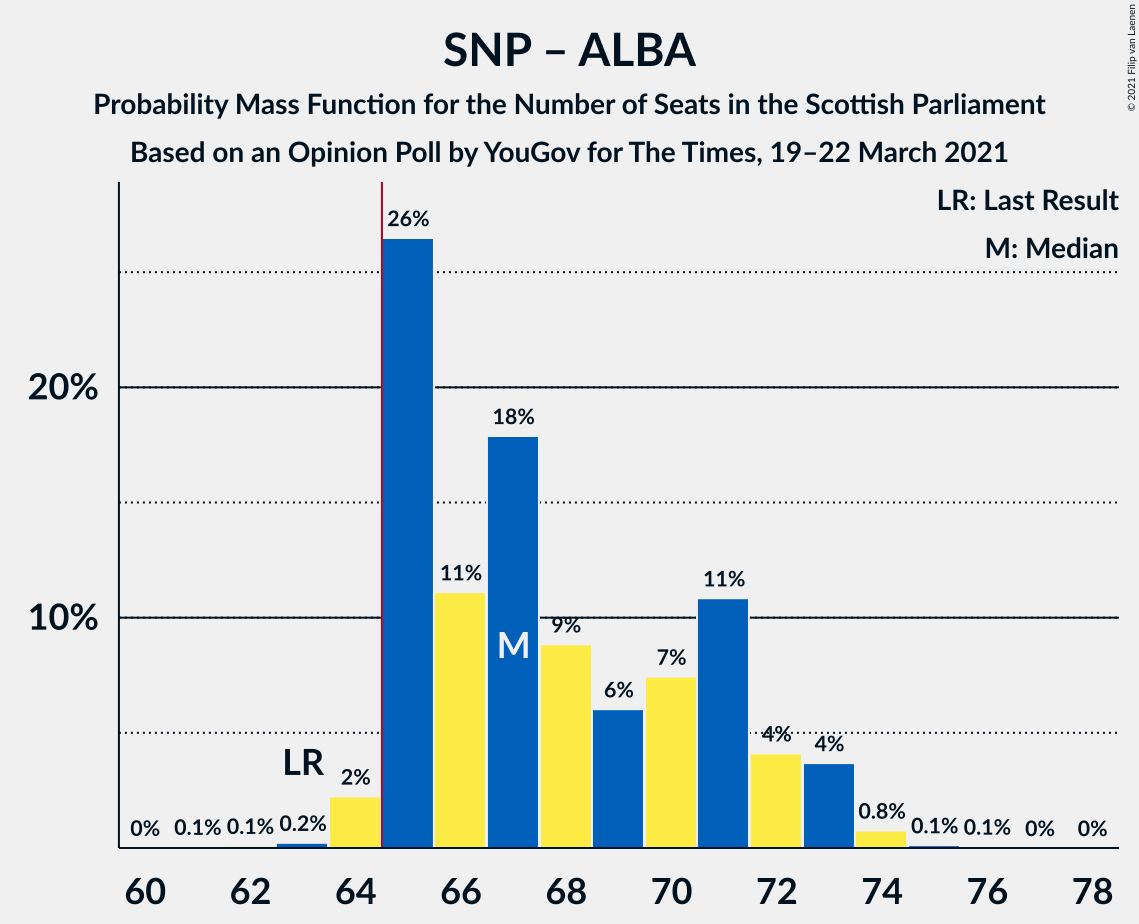 SNP – ALBA
Probability Mass Function for the Number of Seats in the Scottish Parliament
Based on an Opinion Poll by YouGov for The Times, 19–22 March 2021
© 2021 Filip van Laenen
LR: Last Result
M: Median
20%
10%
0%
0.1%
0.1%
0.2%
LR
2%
26%
11%
18%
M
9%
6%
7%
11%
4%
4%
0.8%
0.1%
0.1%
0%
0%
60 62 64 66 68 70 72 74 76 78